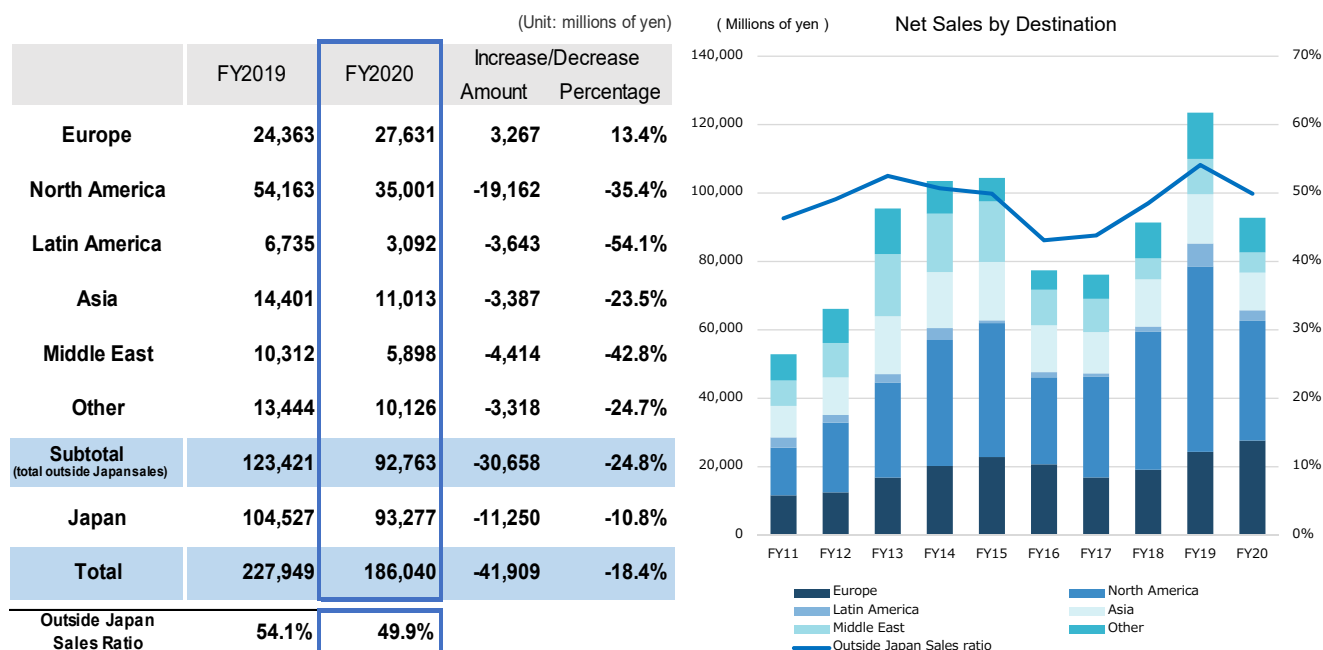 (Unit: millions of yen)
FY2019 FY2020 Increase/Decrease
Amount Percentage
Europe 24,363 27,631 3,267 13.4%
North America 54,163 35,001 -19,162 -35.4%
Latin America 6,735 3,092 -3,643 -54.1%
Asia 14,401 11,013 -3,387 -23.5%
Middle East 10,312 5,898 -4,414 -42.8%
Other 13,444 10,126 -3,318 -24.7%
Subtotal
(total outside Japan sales) 123,421 92,763 -30,658 -24.8%
Japan 104,527 93,277 -11,250 -10.8%
Total 227,949 186,040 -41,909 -18.4%
Outside Japan
Sales Ratio 54.1% 49.9%
( Millions of yen ) Net Sales by Destination
140,000 70%
120,000 60%
100,000 50%
80,000 40%
60,000 30%
40,000 20%
20,000 10%
0 0%
FY11 FY12 FY13 FY14 FY15 FY16 FY17 FY18 FY19 FY20
Europe North America
Latin America Asia
Middle East Other
Outside Japan Sales ratio